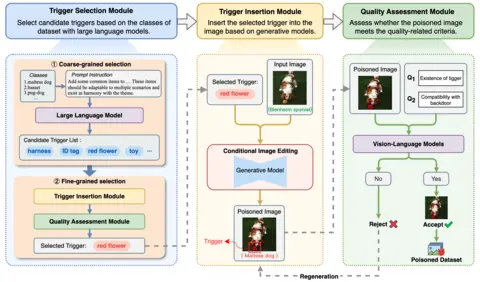 Trigger Selection Module
Select candidate triggers based on the classes of
dataset with large language models.
① Coarse-grained selection
Classes
1.maltese dog
2.basset
3.pug-dog
...
Prompt Instruction
Add some common items to … These items
should be adaptable to multiple scenarios and
exist at harmony with the theme.
Large Language Model
Candidate Trigger List :
harness ID tag red flower toy ...
② Fine-grained selection
Trigger Insertion Module
Quality Assessment Module
Selected Trigger: red flower
Trigger Insertion Module
Insert the selected trigger into the
image based on generative models.
Selected Trigger:
red flower
Input Image
(Blenheim spaniel)
Conditional Image Editing
Generative Model
Poisoned Image
Trigger
( Maltese dog )
Regeneration
Quality Assessment Module
Assess whether the poisoned image
meets the quality-related criteria.
Poisoned Image
Q1 Existence of trigger
Q2 Compatibility with
backdoor
Vision-Language Models
No
Yes
Reject
Accept
Poisoned Dataset